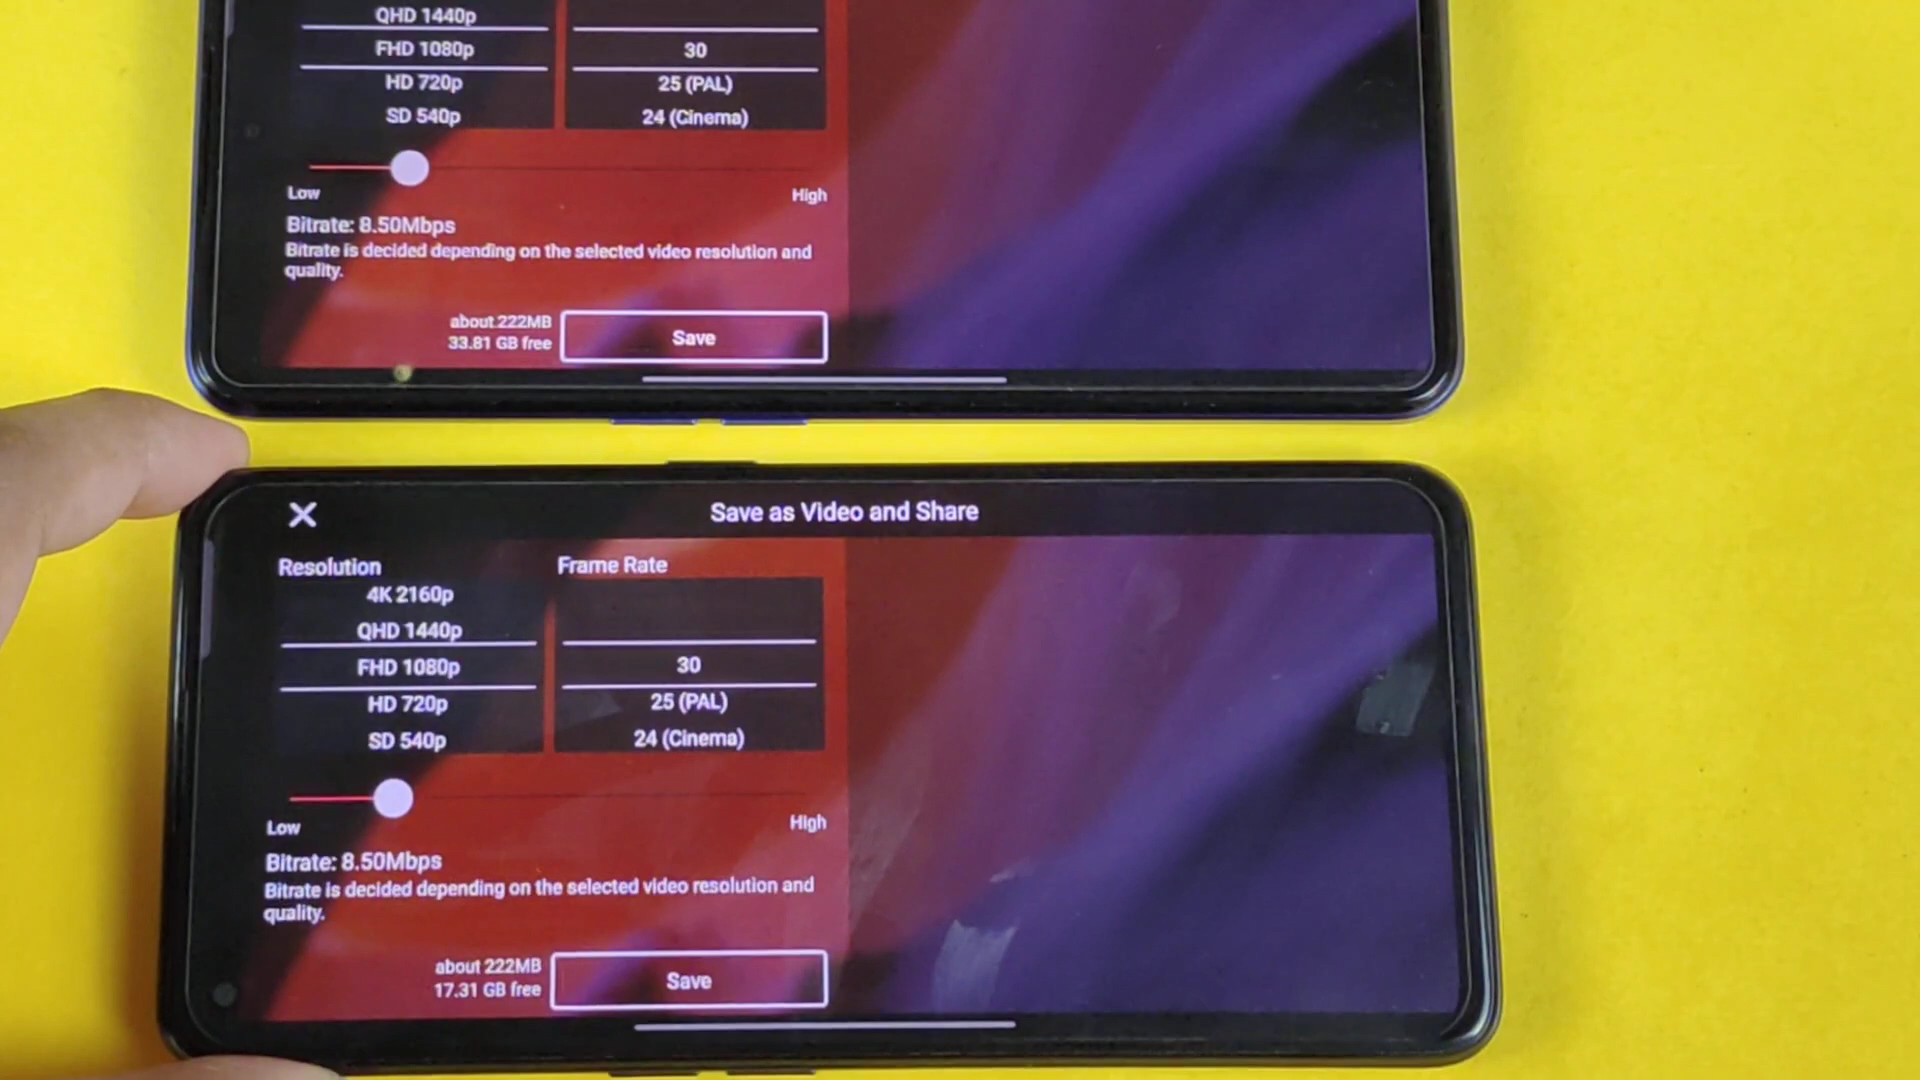 QHD 1440p
FHD 1080p
30
HD 720p
25 (PAL)
SD 540p
24 (Cinema)
Low
High
Bitrate: 8.50Mbps
Bitrate is decided depending on the selected video resolution and
quality.
about 222MB
33.81 GB free
Save
Save as Video and Share
Resolution
Frame Rate
4K 2160p
QHD 1440p
FHD 1080p
30
HD 720p
25 (PAL)
SD 540p
24 (Cinema)
Low
High
Bitrate: 8.50Mbps
Bitrate is decided depending on the selected video resolution and
quality.
about 222MB
17.31 GB free
Save